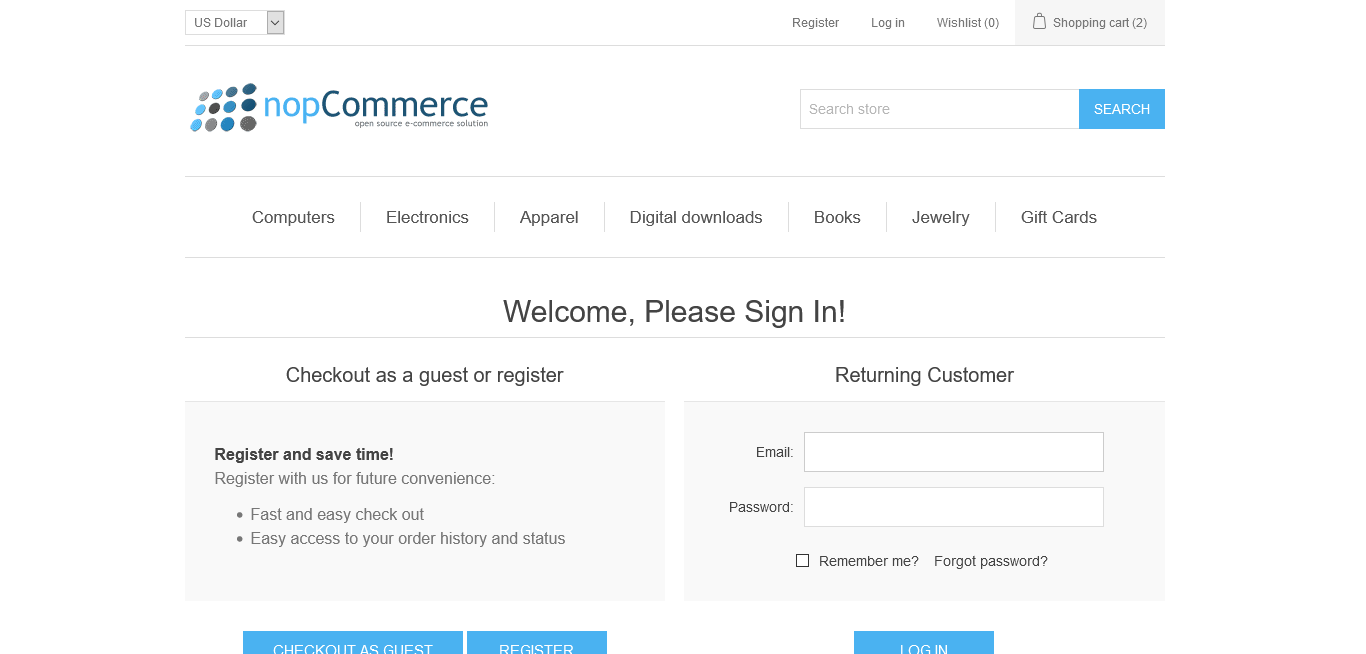 US Dollar
Register Log in Wishlist (0) Shopping cart (2)
nopCommerce
open source e-commerce solution
Search store SEARCH
Computers Electronics Apparel Digital downloads Books Jewelry Gift Cards
Welcome, Please Sign In!
Checkout as a guest or register
Register and save time!
Register with us for future convenience:
• Fast and easy check out
• Easy access to your order history and status
CHECKOUT AS GUEST REGISTER
Returning Customer
Email:
Password:
Remember me? Forgot password?
LOG IN